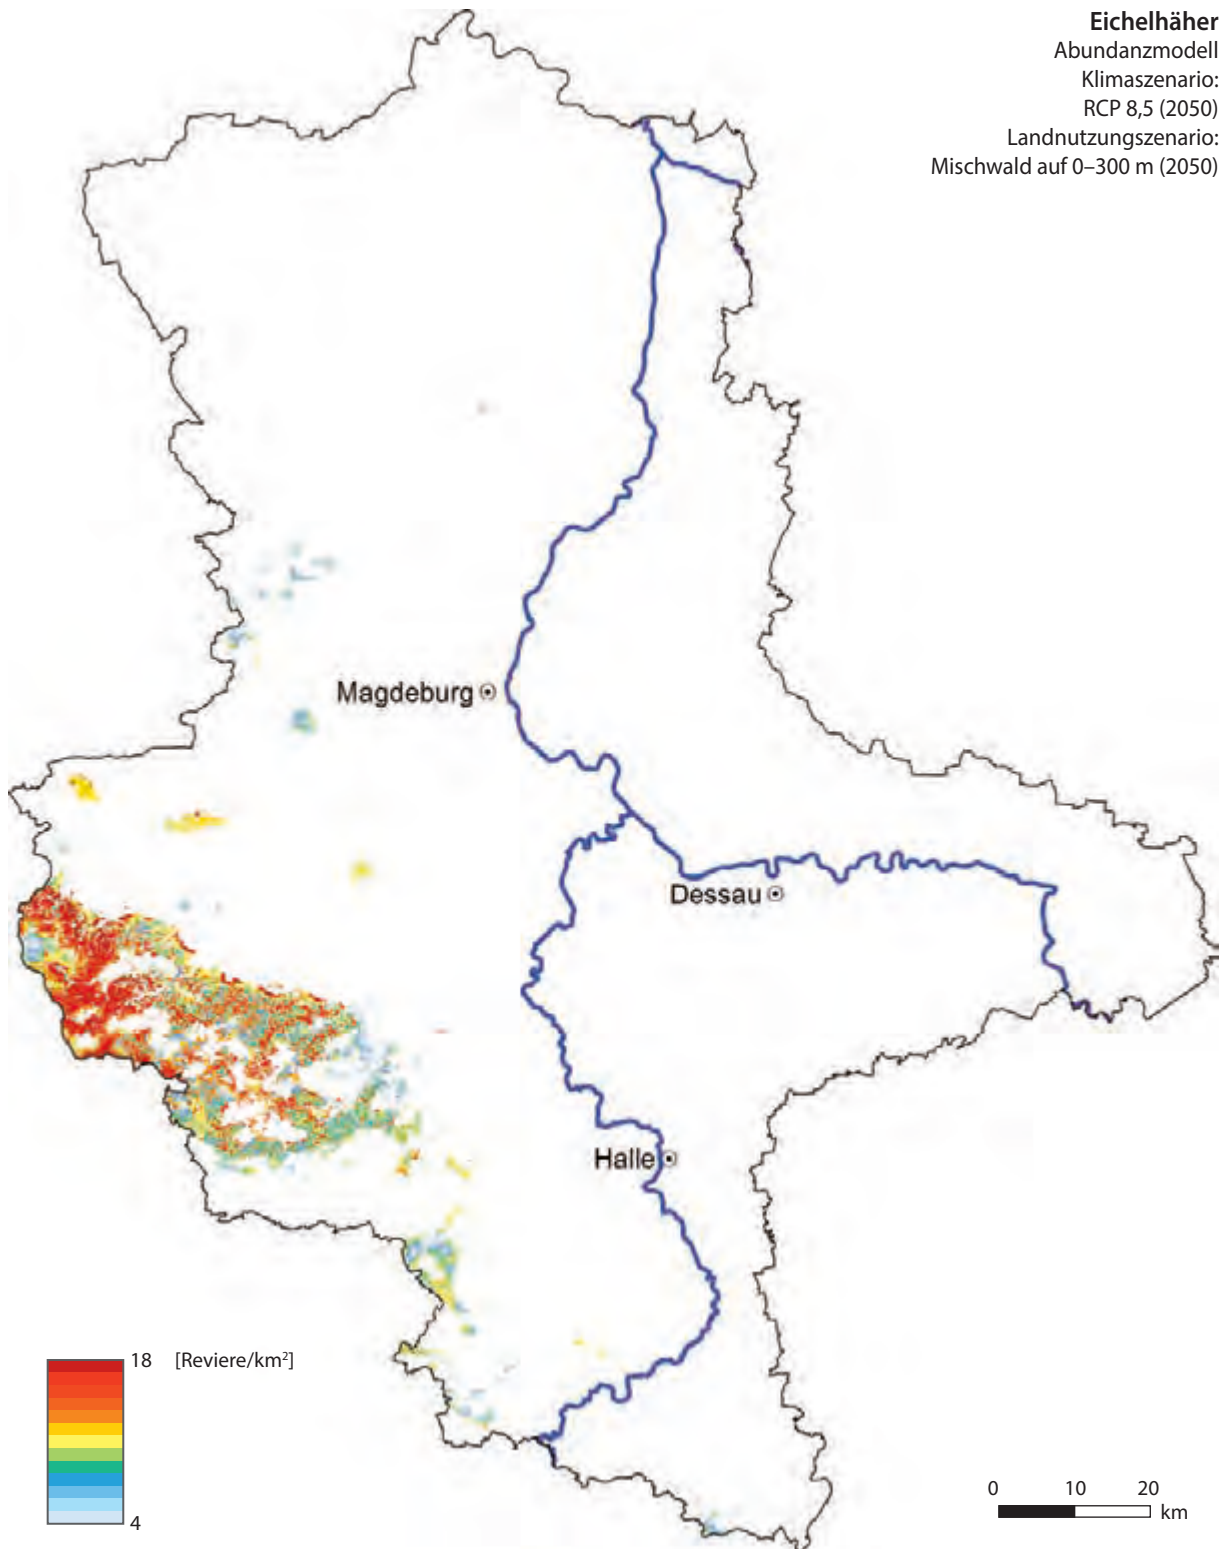 Eichelhäher
Abundanzmodell
Klimaszenario:
RCP 8,5 (2050)
Landnutzungszenario:
Mischwald auf 0–300 m (2050)
Magdeburg
Dessau
Halle
18 [Reviere/km²]
4
0 10 20
km